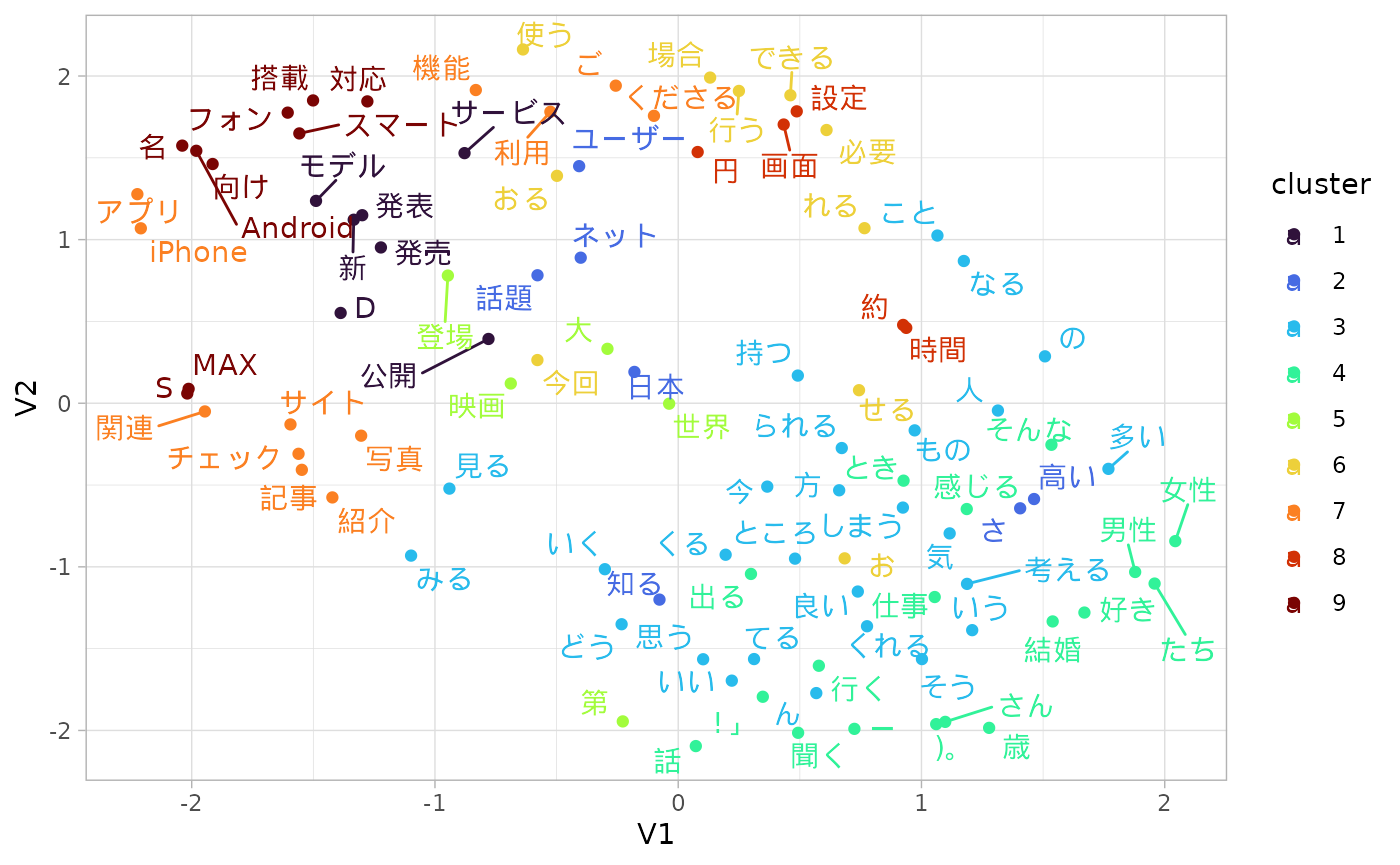 使う
場合
できる
機能
ご
搭載
対応
くださる
設定
サービス
フォン
スマート
行う
ユーザー
名
利用
画面
必要
円
モデル
向け
おる
アプリ
発表
れる
こと
Android
iPhone
ネット
発売
新
なる
話題
D
約
登場
大
の
時間
持つ
MAX
公開
S
今回
日本
人
サイト
映画
せる
関連
世界
られる
そんな
多い
もの
チェック
写真
見る
とき
高い
感じる
今
方
女性
記事
紹介
ところ
しまう
さ
男性
いく
くる
気
お
考える
みる
知る
出る
良い
仕事
いう
好き
どう
思う
てる
くれる
結婚
たち
いい
行く
そう
第
!」
ん
さん
ー
話
聞く
)。
歳
2
1
0
-1
-2
V2
-2
-1
0
1
2
V1
cluster
a 1
a 2
a 3
a 4
a 5
a 6
a 7
a 8
a 9